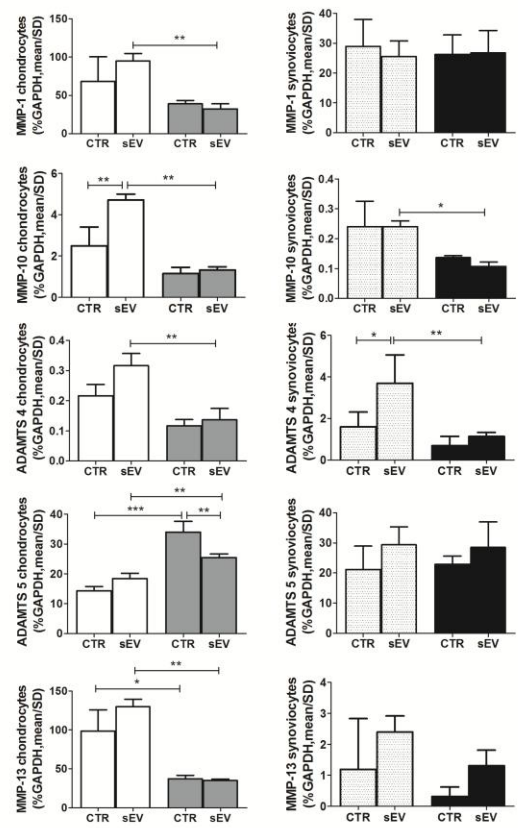 MMP-1 chondrocytes
(%GAPDH,mean/SD)
150
100
50
0
**
CTR sEV CTR sEV
MMP-1 synoviocytes
(%GAPDH,mean/SD)
40
30
20
10
0
CTR sEV CTR sEV
MMP-10 chondrocytes
(%GAPDH,mean/SD)
6
4
2
0
** **
CTR sEV CTR sEV
MMP-10 synoviocytes
(%GAPDH,mean/SD)
0.4
0.3
0.2
0.1
0.0
*
CTR sEV CTR sEV
ADAMTS 4 chondrocytes
(%GAPDH,mean/SD)
0.4
0.3
0.2
0.1
0.0
**
CTR sEV CTR sEV
ADAMTS 4 synoviocytes
(%GAPDH,mean/SD)
6
4
2
0
* **
CTR sEV CTR sEV
ADAMTS 5 chondrocytes
(%GAPDH,mean/SD)
40
30
20
10
0
**
*** **
CTR sEV CTR sEV
ADAMTS 5 synoviocytes
(%GAPDH,mean/SD)
40
30
20
10
0
CTR sEV CTR sEV
MMP-13 chondrocytes
(%GAPDH,mean/SD)
150
100
50
0
**
*
CTR sEV CTR sEV
MMP-13 synoviocytes
(%GAPDH,mean/SD)
4
3
2
1
0
CTR sEV CTR sEV